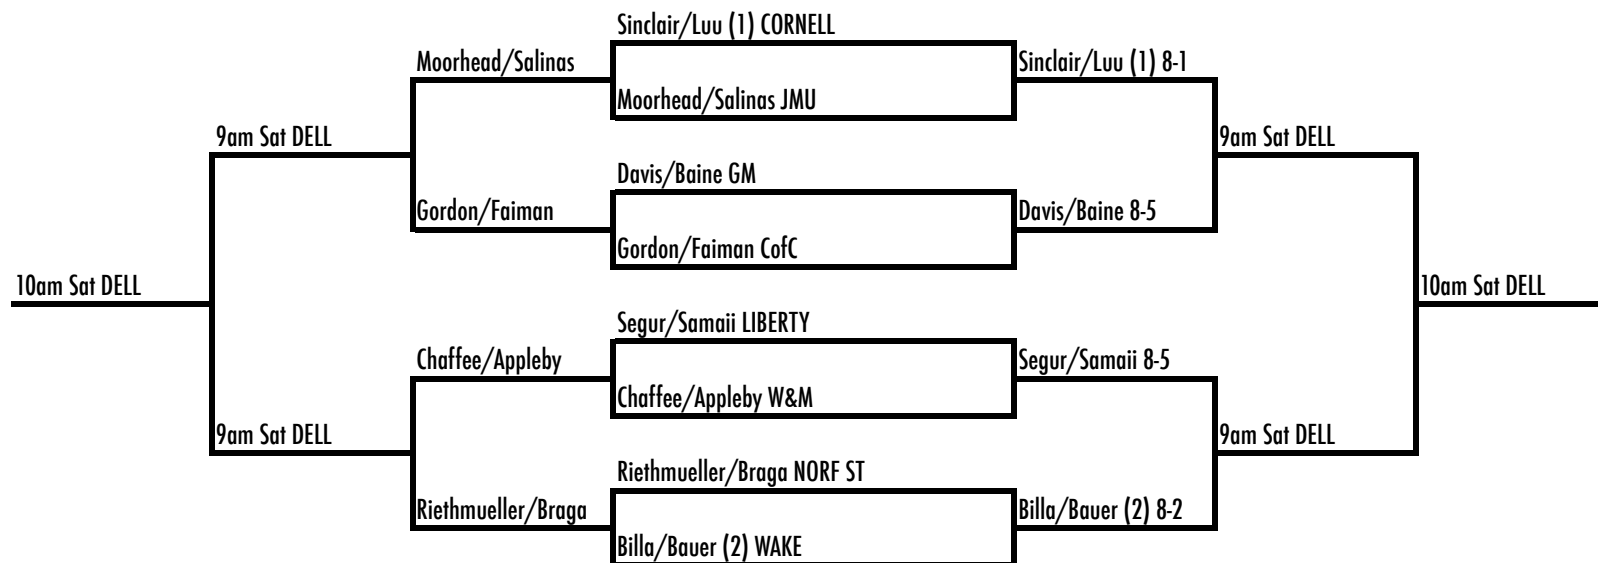 Sinclair/Luu (1) CORNELL
Moorhead/Salinas
Sinclair/Luu (1) 8-1
Moorhead/Salinas JMU
9am Sat DELL
9am Sat DELL
Davis/Baine GM
Gordon/Faiman
Davis/Baine 8-5
Gordon/Faiman CofC
10am Sat DELL
10am Sat DELL
Segur/Samaii LIBERTY
Chaffee/Appleby
Segur/Samaii 8-5
Chaffee/Appleby W&M
9am Sat DELL
9am Sat DELL
Riethmueller/Braga NORF ST
Riethmueller/Braga
Billa/Bauer (2) 8-2
Billa/Bauer (2) WAKE